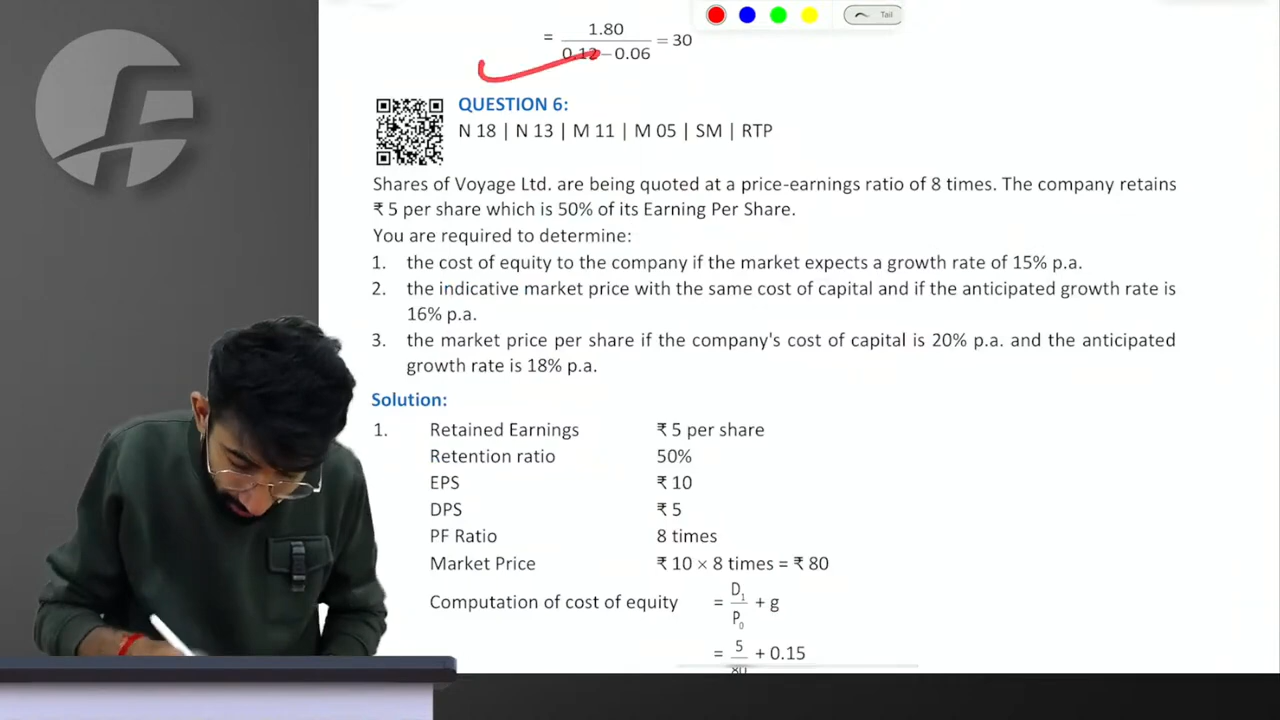 Tail
= 1.80 / 0.12 – 0.06 = 30
QUESTION 6:
N 18 | N 13 | M 11 | M 05 | SM | RTP
Shares of Voyage Ltd. are being quoted at a price-earnings ratio of 8 times. The company retains
₹ 5 per share which is 50% of its Earning Per Share.
You are required to determine:
1. the cost of equity to the company if the market expects a growth rate of 15% p.a.
2. the indicative market price with the same cost of capital and if the anticipated growth rate is
16% p.a.
3. the market price per share if the company's cost of capital is 20% p.a. and the anticipated
growth rate is 18% p.a.
Solution:
1. Retained Earnings ₹ 5 per share
Retention ratio 50%
EPS ₹ 10
DPS ₹ 5
PF Ratio 8 times
Market Price ₹ 10 × 8 times = ₹ 80
Computation of cost of equity = D₁ / P₀ + g
= 5 / 80 + 0.15